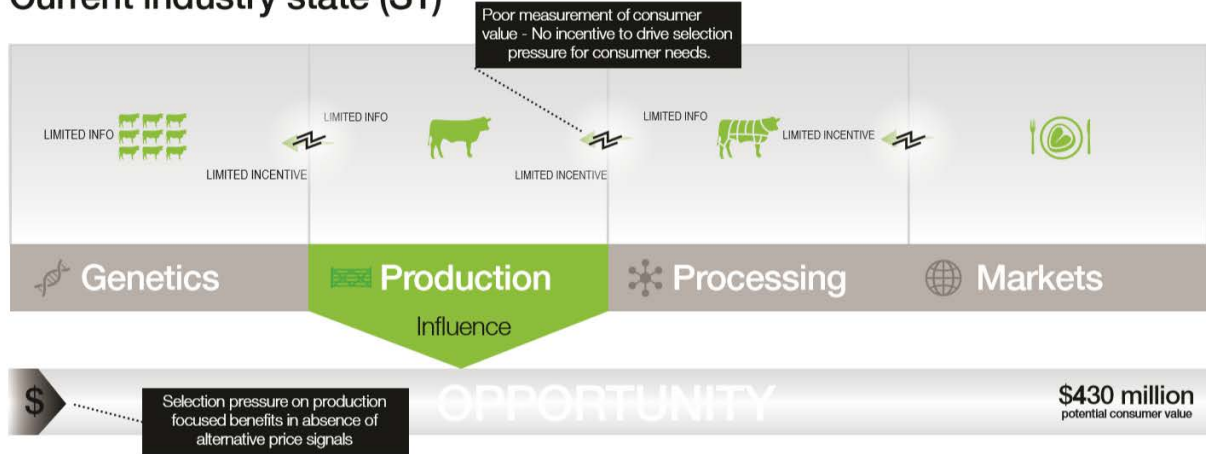 Current industry state (S1)
Poor measurement of consumer
value - No incentive to drive selection
pressure for consumer needs.
LIMITED INFO
LIMITED INCENTIVE
LIMITED INFO
LIMITED INCENTIVE
LIMITED INFO
LIMITED INCENTIVE
Genetics
Production
Processing
Markets
Influence
$
Selection pressure on production
focused benefits in absence of
alternative price signals
OPPORTUNITY
$430 million
potential consumer value